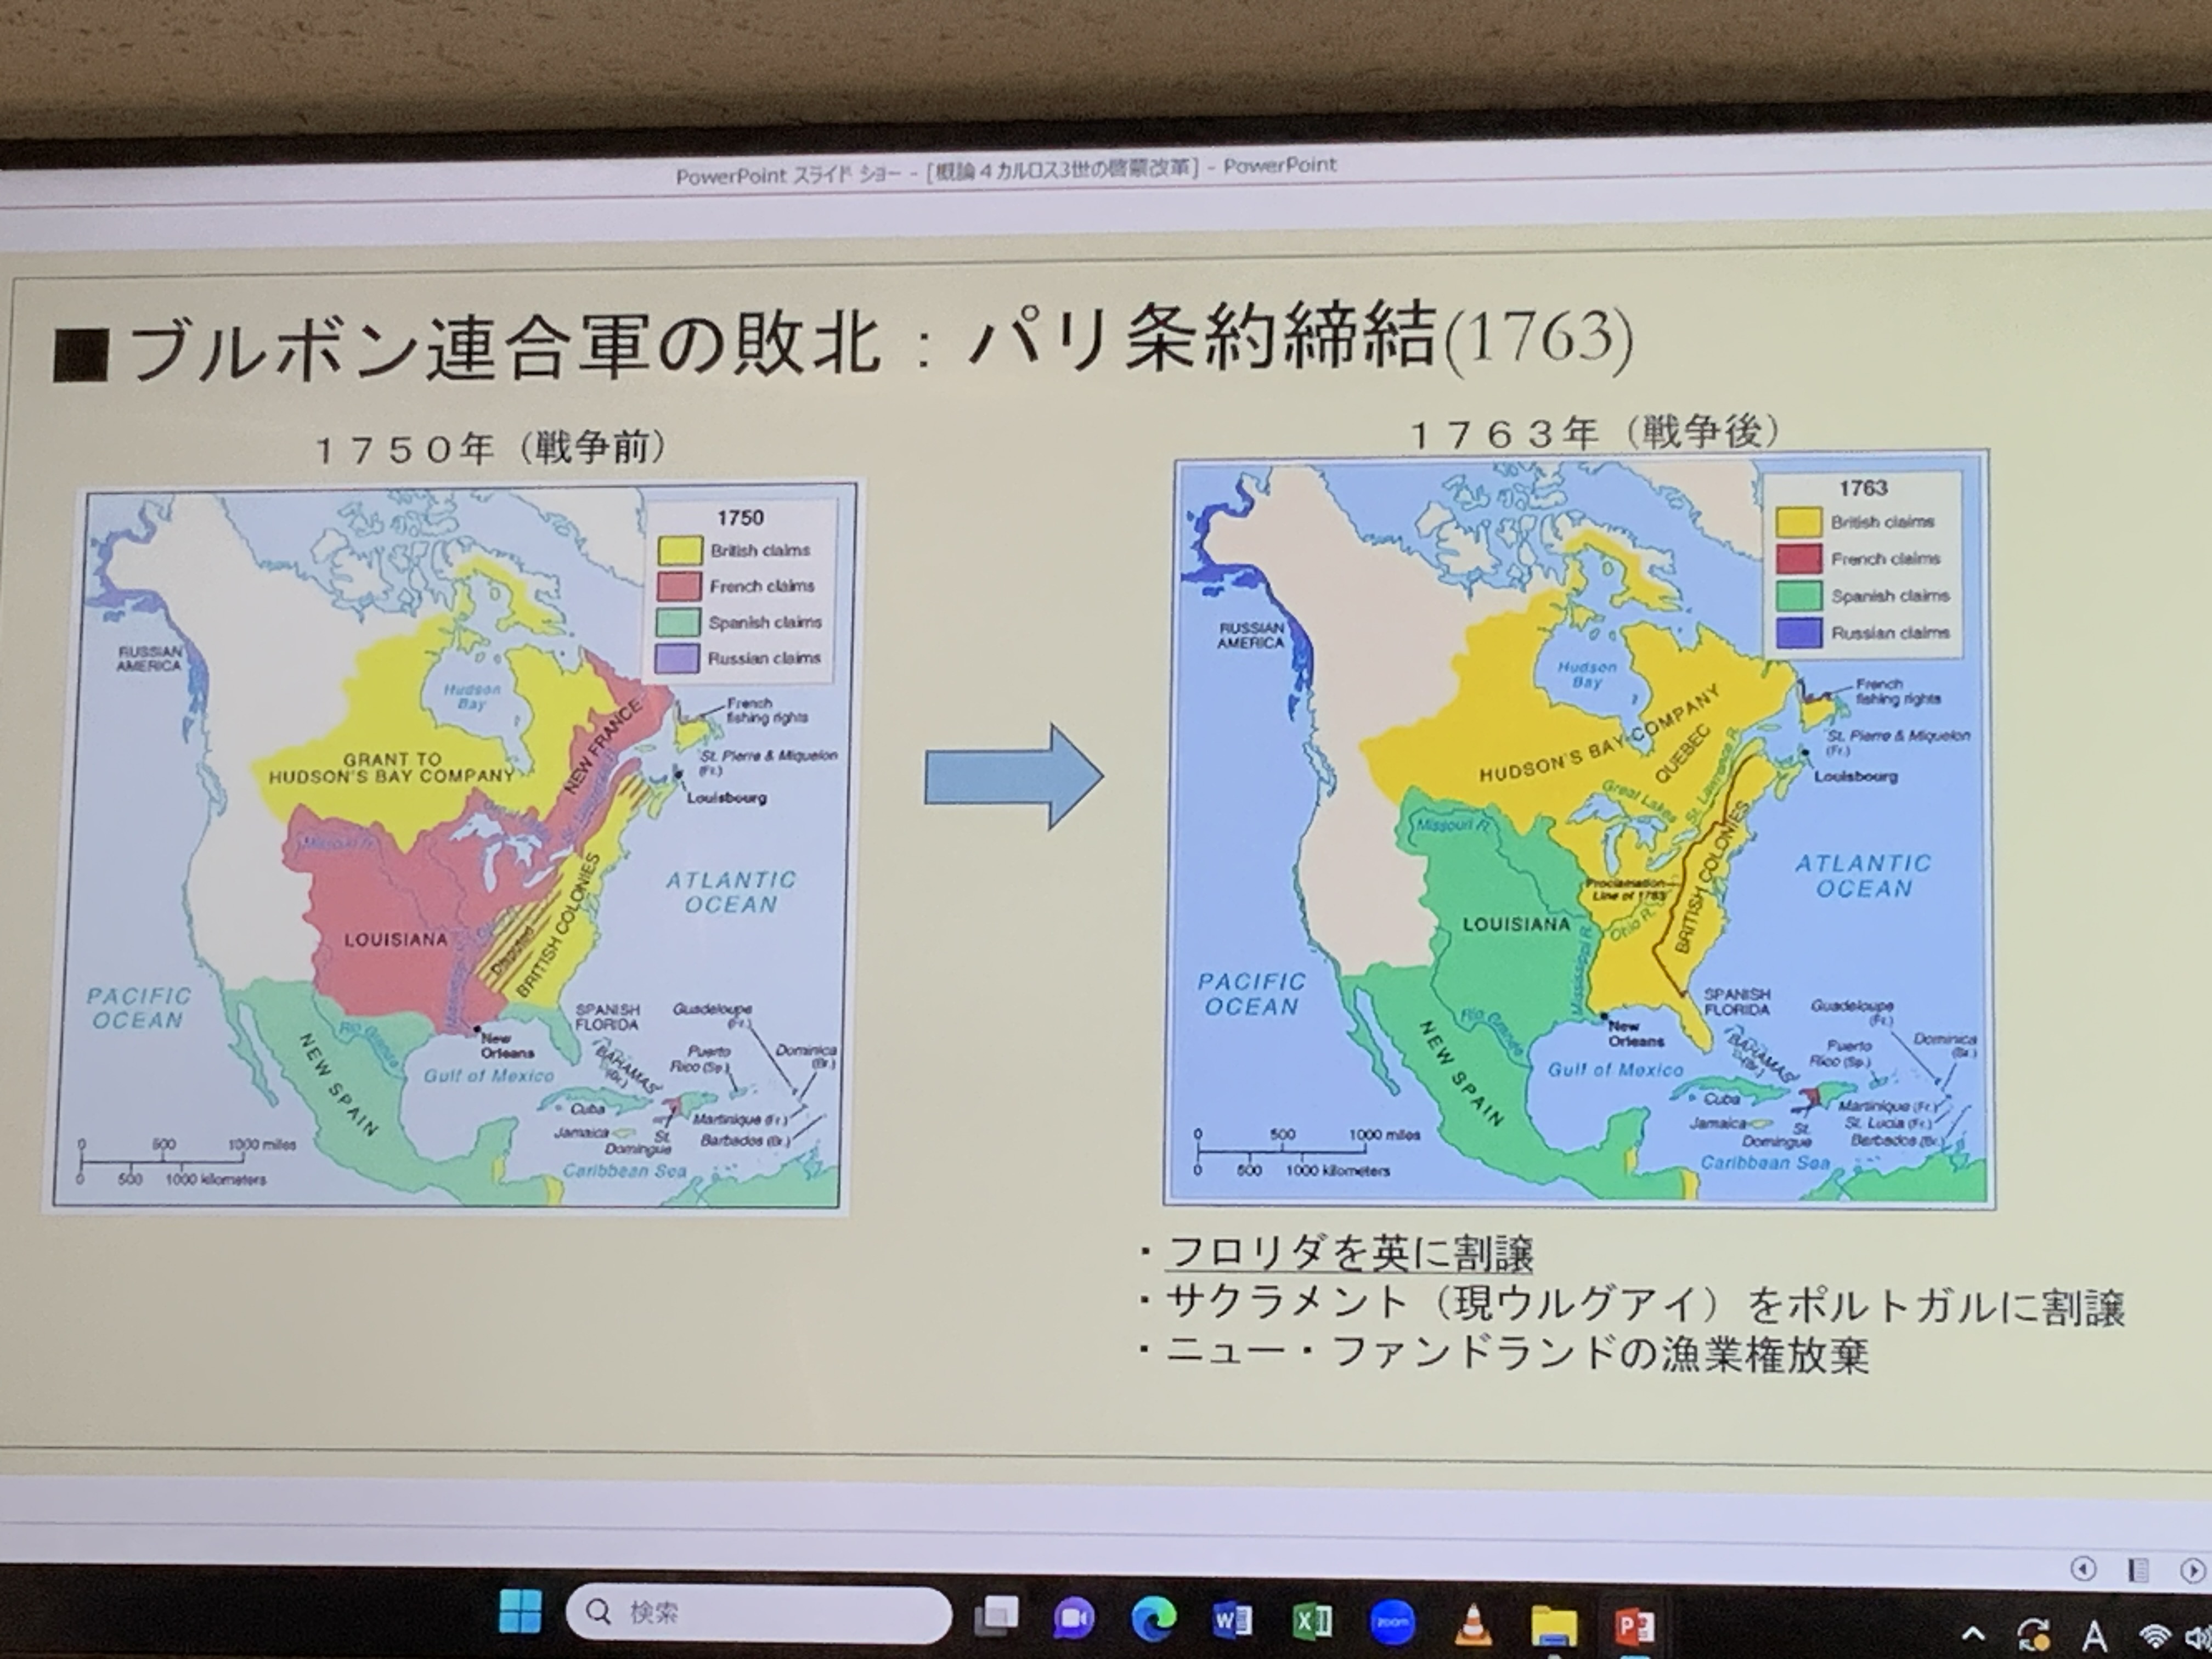 PowerPoint スライド ショー - [概論４カルロス3世の啓蒙改革] - PowerPoint
■ブルボン連合軍の敗北：パリ条約締結(1763)
１７５０年（戦争前）
1750
British claims
French claims
Spanish claims
Russian claims
RUSSIAN
AMERICA
Hudson
Bay
GRANT TO
HUDSON'S BAY COMPANY
NEW FRANCE
French
fishing rights
St. Pierre & Miquelon
(Fr.)
Louisbourg
Missouri R.
LOUISIANA
Disputed
BRITISH COLONIES
ATLANTIC
OCEAN
PACIFIC
OCEAN
NEW SPAIN
Rio Grande
New
Orleans
Gulf of Mexico
SPANISH
FLORIDA
BAHAMAS
(Br.)
Guadeloupe
(Fr.)
Puerto
Rico (Sp.)
Dominica
(Br.)
Cuba
Jamaica
St.
Domingue
Martinique (Fr.)
Barbados (Br.)
Caribbean Sea
0 500 1000 miles
0 500 1000 kilometers
１７６３年（戦争後）
1763
British claims
French claims
Spanish claims
Russian claims
RUSSIAN
AMERICA
Hudson
Bay
HUDSON'S BAY COMPANY
QUEBEC
French
fishing rights
St. Pierre & Miquelon
(Fr.)
Louisbourg
Great Lakes
St. Lawrence R.
Missouri R.
Proclamation
Line of 1763
Ohio R.
LOUISIANA
Mississippi R.
BRITISH COLONIES
ATLANTIC
OCEAN
PACIFIC
OCEAN
NEW SPAIN
Rio Grande
New
Orleans
Gulf of Mexico
SPANISH
FLORIDA
BAHAMAS
(Br.)
Guadeloupe
(Fr.)
Puerto
Rico (Sp.)
Dominica
(Br.)
Cuba
Jamaica
St.
Domingue
Martinique (Fr.)
St. Lucia (Fr.)
Barbados (Br.)
Caribbean Sea
0 500 1000 miles
0 500 1000 kilometers
・フロリダを英に割譲
・サクラメント（現ウルグアイ）をポルトガルに割譲
・ニュー・ファンドランドの漁業権放棄
検索
zoom
A